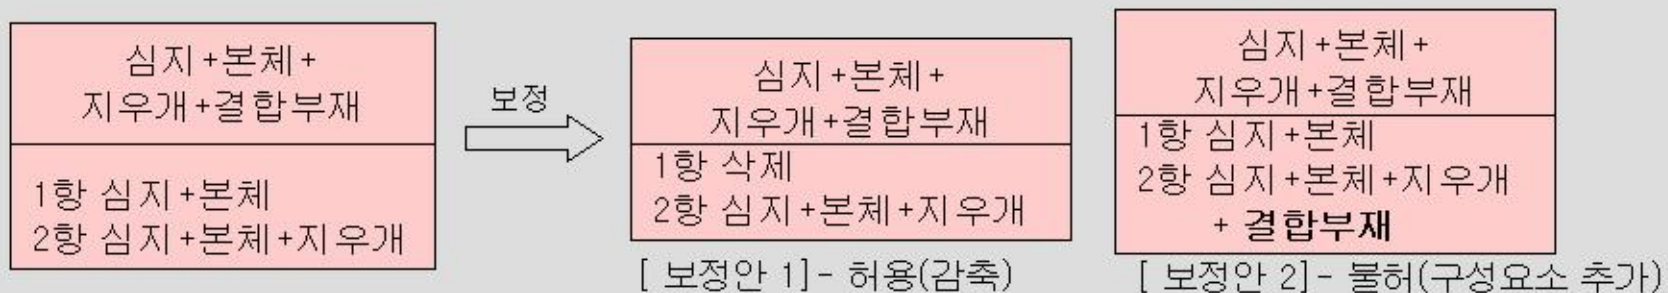 심지+본체+
지우개+결합부재
1항 심지+본체
2항 심지+본체+지우개
보정
심지+본체+
지우개+결합부재
1항 삭제
2항 심지+본체+지우개
[ 보정안 1]- 허용(감축)
심지+본체+
지우개+결합부재
1항 심지+본체
2항 심지+본체+지우개
+ 결합부재
[ 보정안 2]- 불허(구성요소 추가)